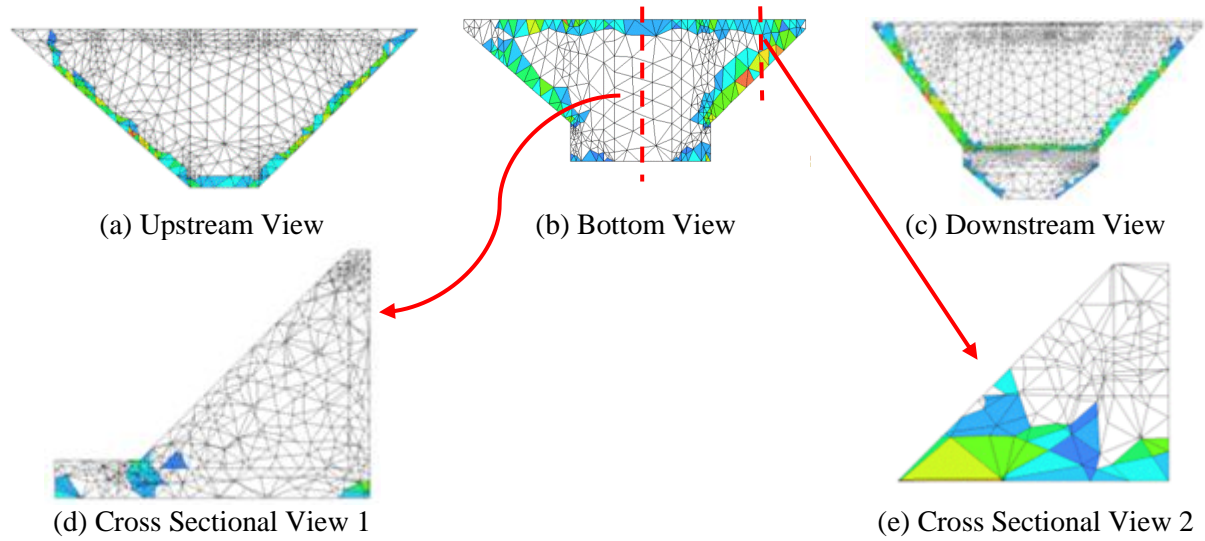 (a) Upstream View
(b) Bottom View
(c) Downstream View
(d) Cross Sectional View 1
(e) Cross Sectional View 2